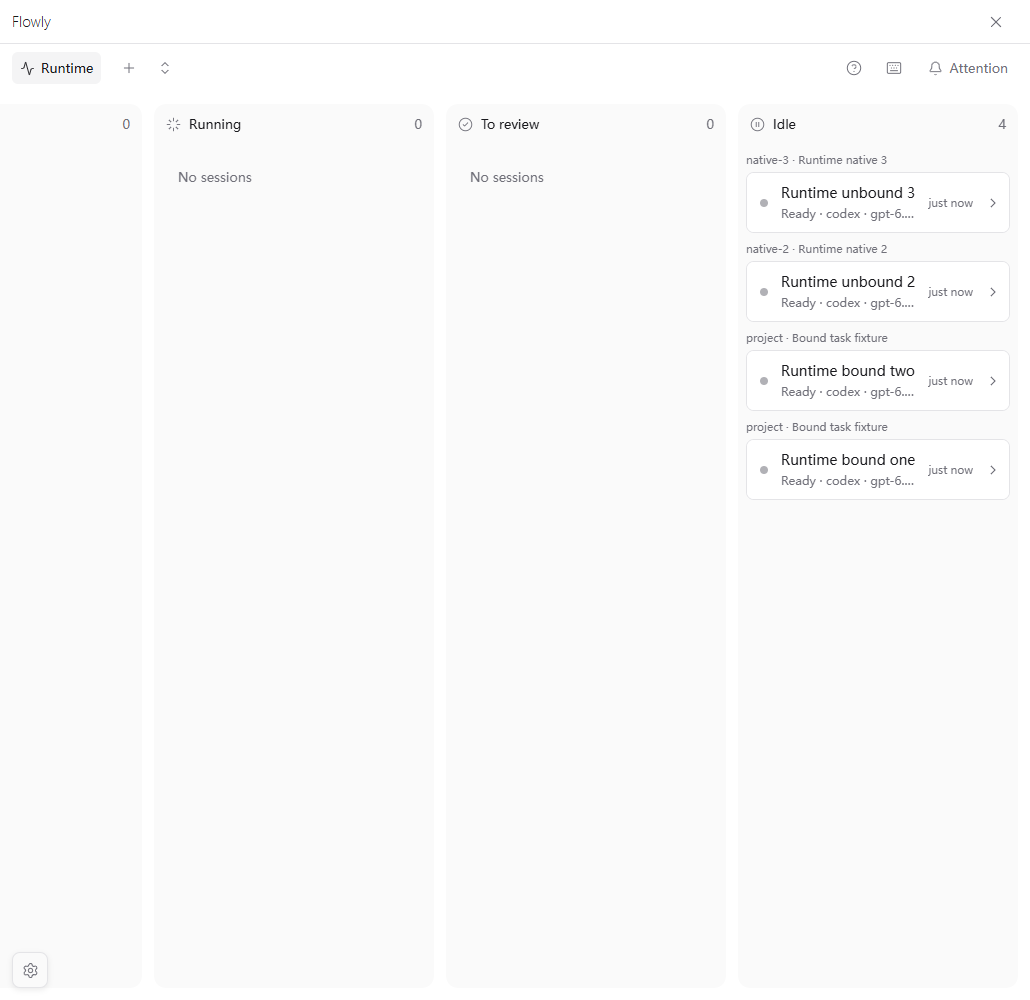 Flowly
Runtime
Attention
0
Running 0
No sessions
To review 0
No sessions
Idle 4
native-3 · Runtime native 3
Runtime unbound 3
Ready · codex · gpt-6....
just now
native-2 · Runtime native 2
Runtime unbound 2
Ready · codex · gpt-6....
just now
project · Bound task fixture
Runtime bound two
Ready · codex · gpt-6....
just now
project · Bound task fixture
Runtime bound one
Ready · codex · gpt-6....
just now